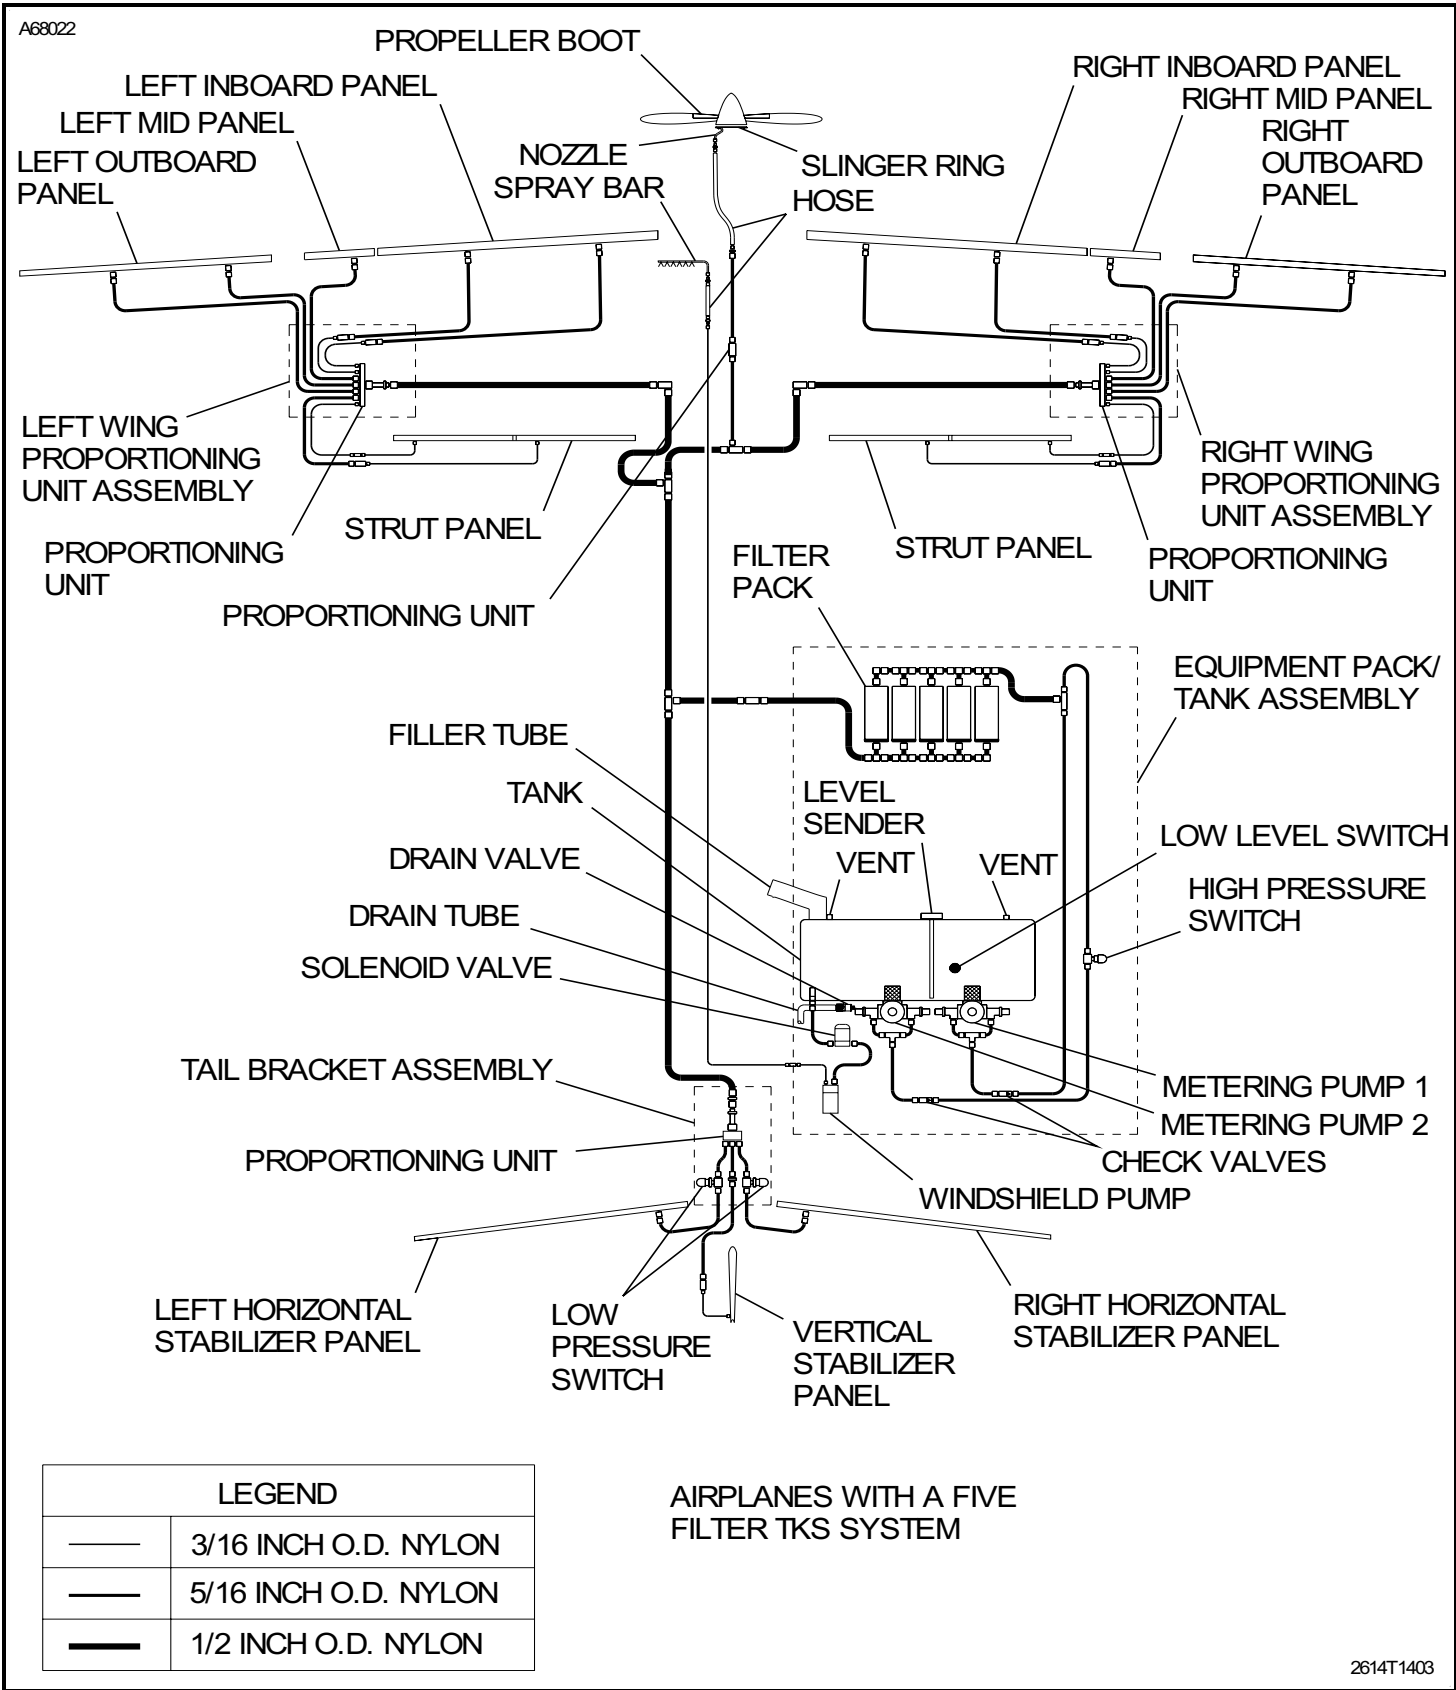 A68022
PROPELLER BOOT
LEFT INBOARD PANEL
LEFT MID PANEL
LEFT OUTBOARD
PANEL
NOZZLE
SPRAY BAR
SLINGER RING
HOSE
RIGHT INBOARD PANEL
RIGHT MID PANEL
RIGHT
OUTBOARD
PANEL
LEFT WING
PROPORTIONING
UNIT ASSEMBLY
PROPORTIONING
UNIT
STRUT PANEL
PROPORTIONING UNIT
STRUT PANEL
RIGHT WING
PROPORTIONING
UNIT ASSEMBLY
PROPORTIONING
UNIT
FILTER
PACK
EQUIPMENT PACK/
TANK ASSEMBLY
FILLER TUBE
TANK
DRAIN VALVE
DRAIN TUBE
SOLENOID VALVE
LEVEL
SENDER
VENT
VENT
LOW LEVEL SWITCH
HIGH PRESSURE
SWITCH
TAIL BRACKET ASSEMBLY
PROPORTIONING UNIT
METERING PUMP 1
METERING PUMP 2
CHECK VALVES
WINDSHIELD PUMP
LEFT HORIZONTAL
STABILIZER PANEL
LOW
PRESSURE
SWITCH
VERTICAL
STABILIZER
PANEL
RIGHT HORIZONTAL
STABILIZER PANEL
LEGEND
3/16 INCH O.D. NYLON
5/16 INCH O.D. NYLON
1/2 INCH O.D. NYLON
AIRPLANES WITH A FIVE
FILTER TKS SYSTEM
2614T1403